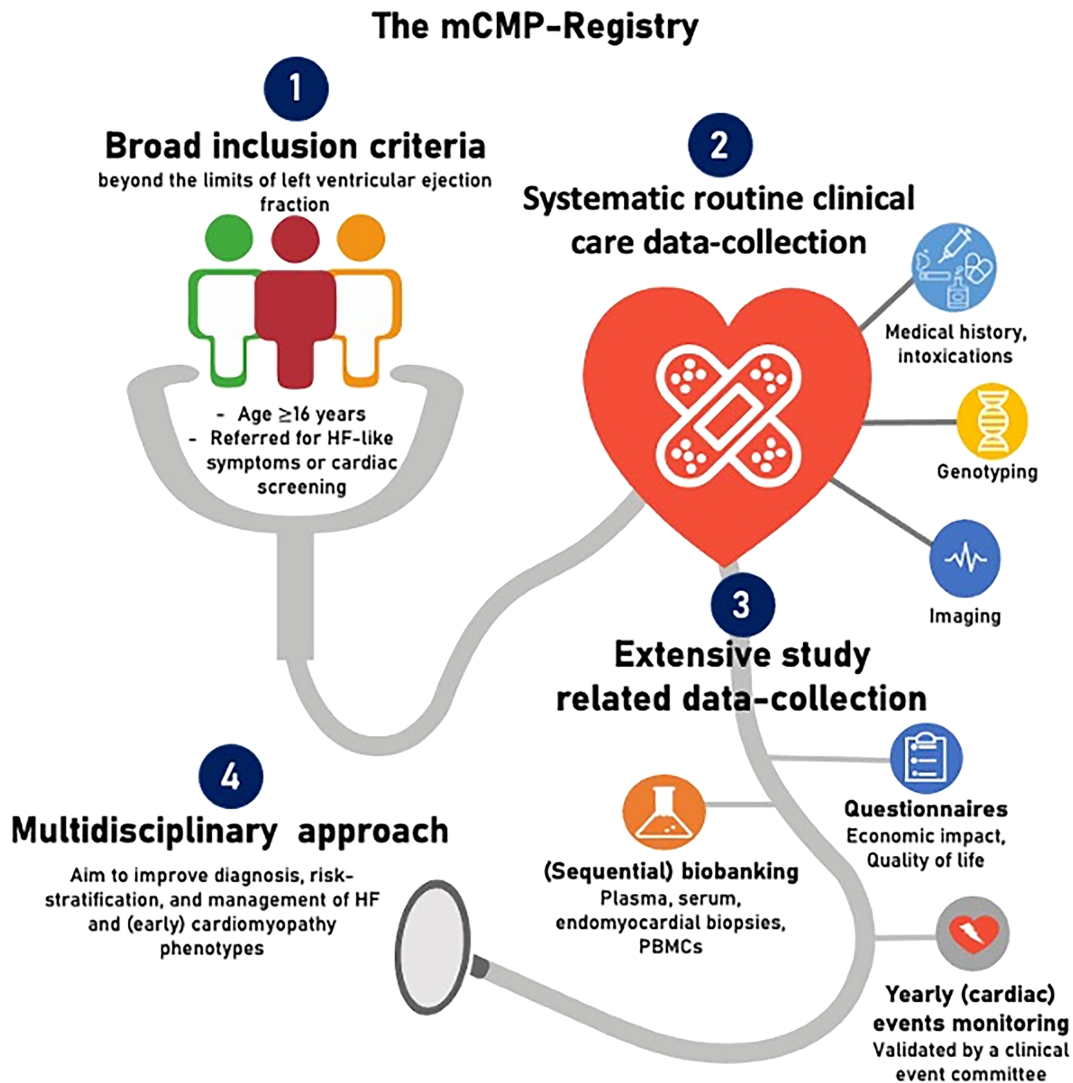 The mCMP-Registry
1
Broad inclusion criteria
beyond the limits of left ventricular ejection
fraction
- Age ≥16 years
- Referred for HF-like
symptoms or cardiac
screening
2
Systematic routine clinical
care data-collection
Medical history,
intoxications
Genotyping
Imaging
3
Extensive study
related data-collection
Questionnaires
Economic impact,
Quality of life
(Sequential) biobanking
Plasma, serum,
endomyocardial biopsies,
PBMCs
Yearly (cardiac)
events monitoring
Validated by a clinical
event committee
4
Multidisciplinary approach
Aim to improve diagnosis, risk-
stratification, and management of HF
and (early) cardiomyopathy
phenotypes